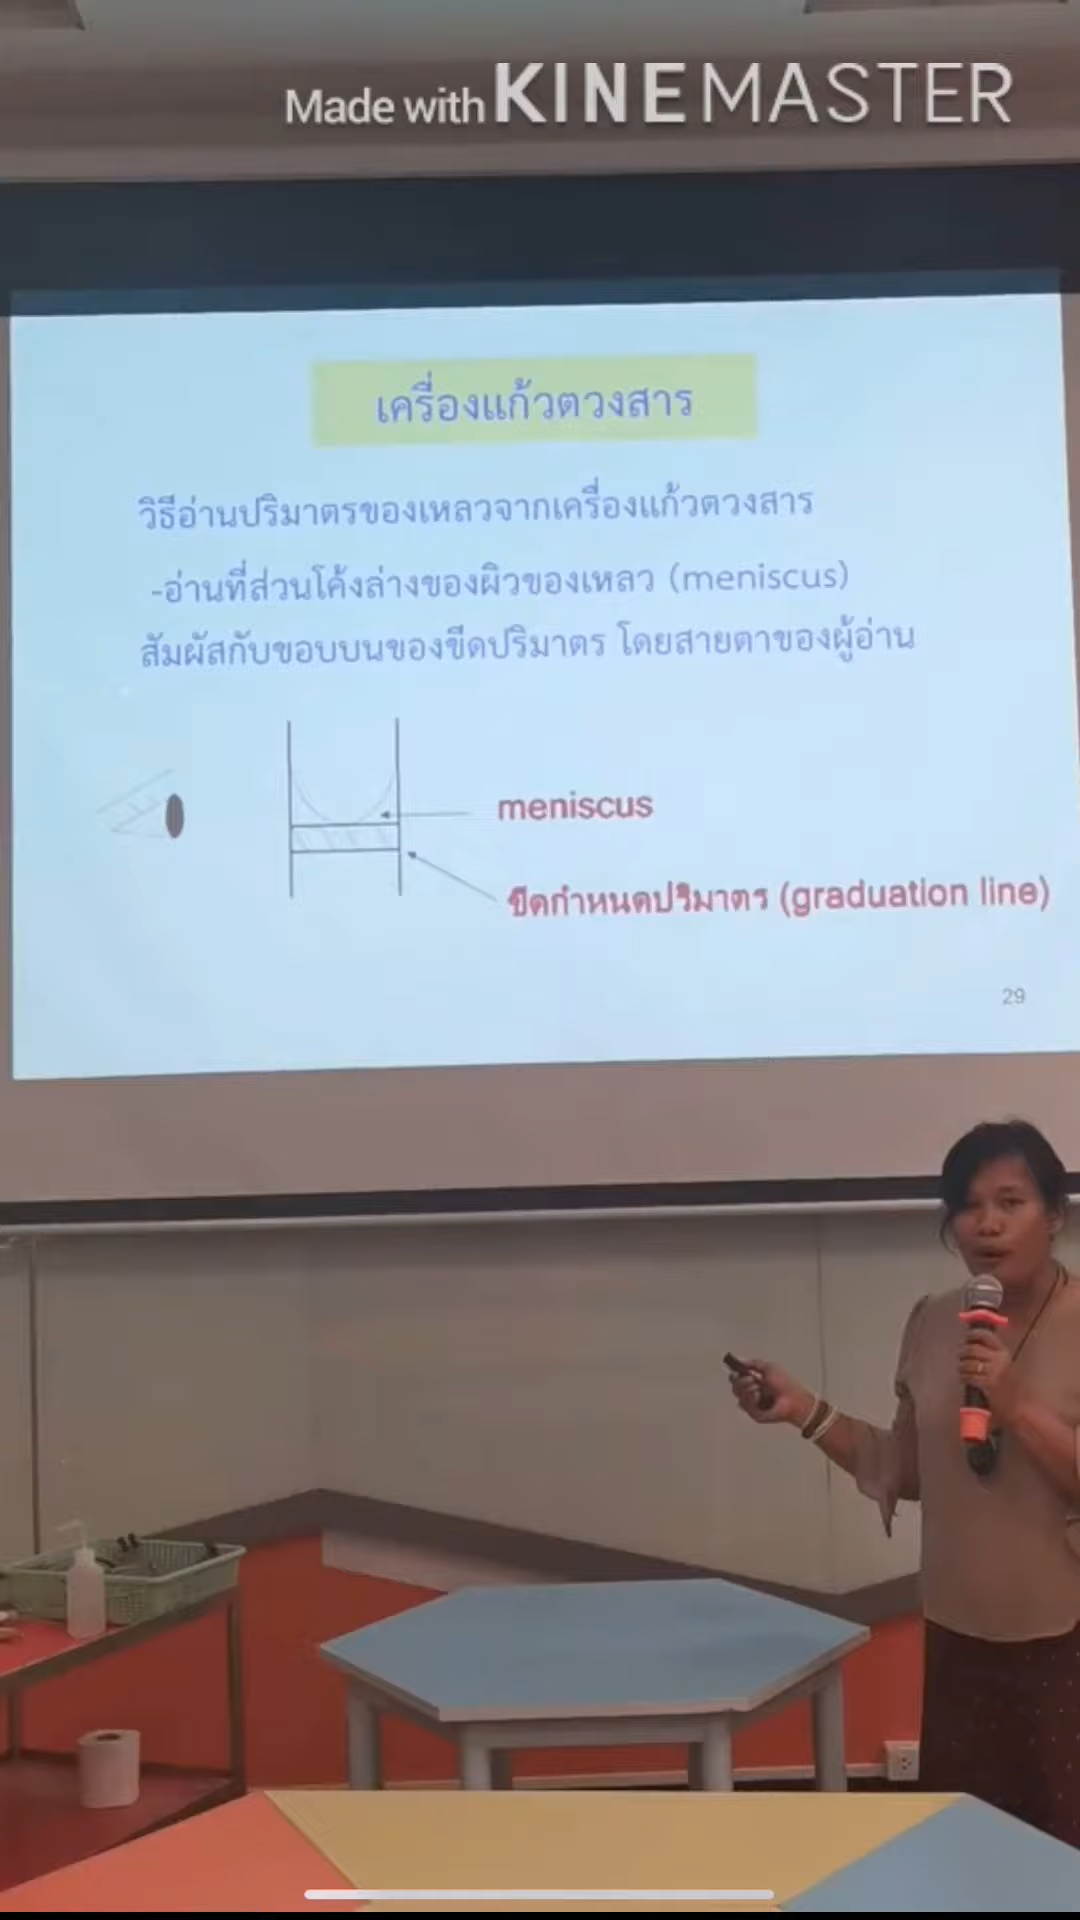 Made with KINEMASTER
เครื่องแก้วตวงสาร
วิธีอ่านปริมาตรของเหลวจากเครื่องแก้วตวงสาร
-อ่านที่ส่วนโค้งล่างของผิวของเหลว (meniscus)
สัมผัสกับขอบบนของขีดปริมาตร โดยสายตาของผู้อ่าน
meniscus
ขีดกำหนดปริมาตร (graduation line)
29